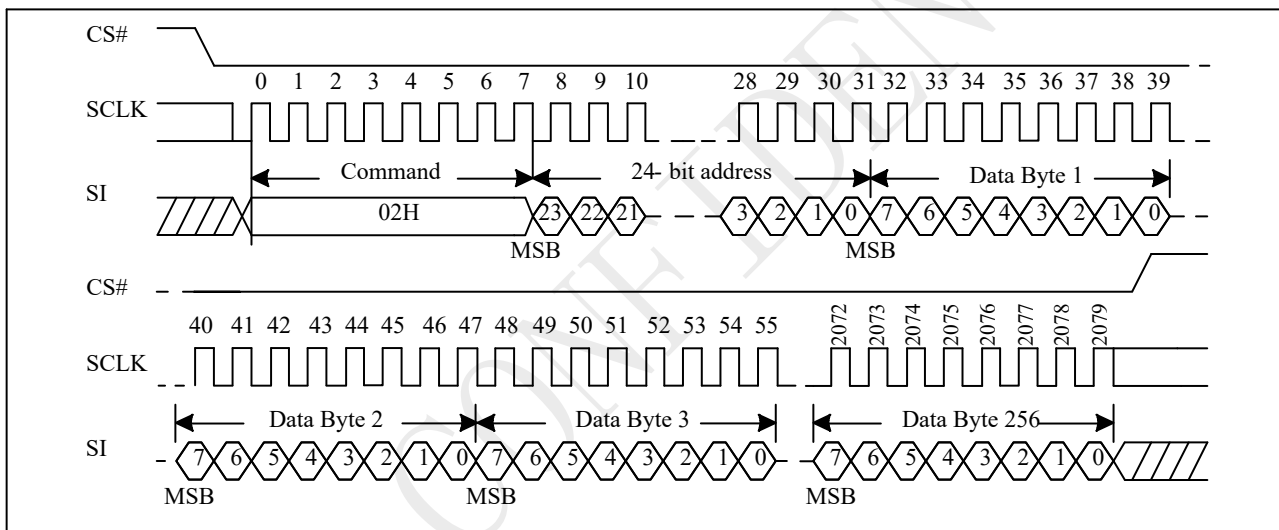 CS#
0 1 2 3 4 5 6 7 8 9 10 28 29 30 31 32 33 34 35 36 37 38 39
SCLK
Command 24- bit address Data Byte 1
SI
02H 23 22 21 3 2 1 0 7 6 5 4 3 2 1 0
MSB MSB
CS#
40 41 42 43 44 45 46 47 48 49 50 51 52 53 54 55 2072 2073 2074 2075 2076 2077 2078 2079
SCLK
Data Byte 2 Data Byte 3 Data Byte 256
SI
7 6 5 4 3 2 1 0 7 6 5 4 3 2 1 0 7 6 5 4 3 2 1 0
MSB MSB MSB
CONFIDEN